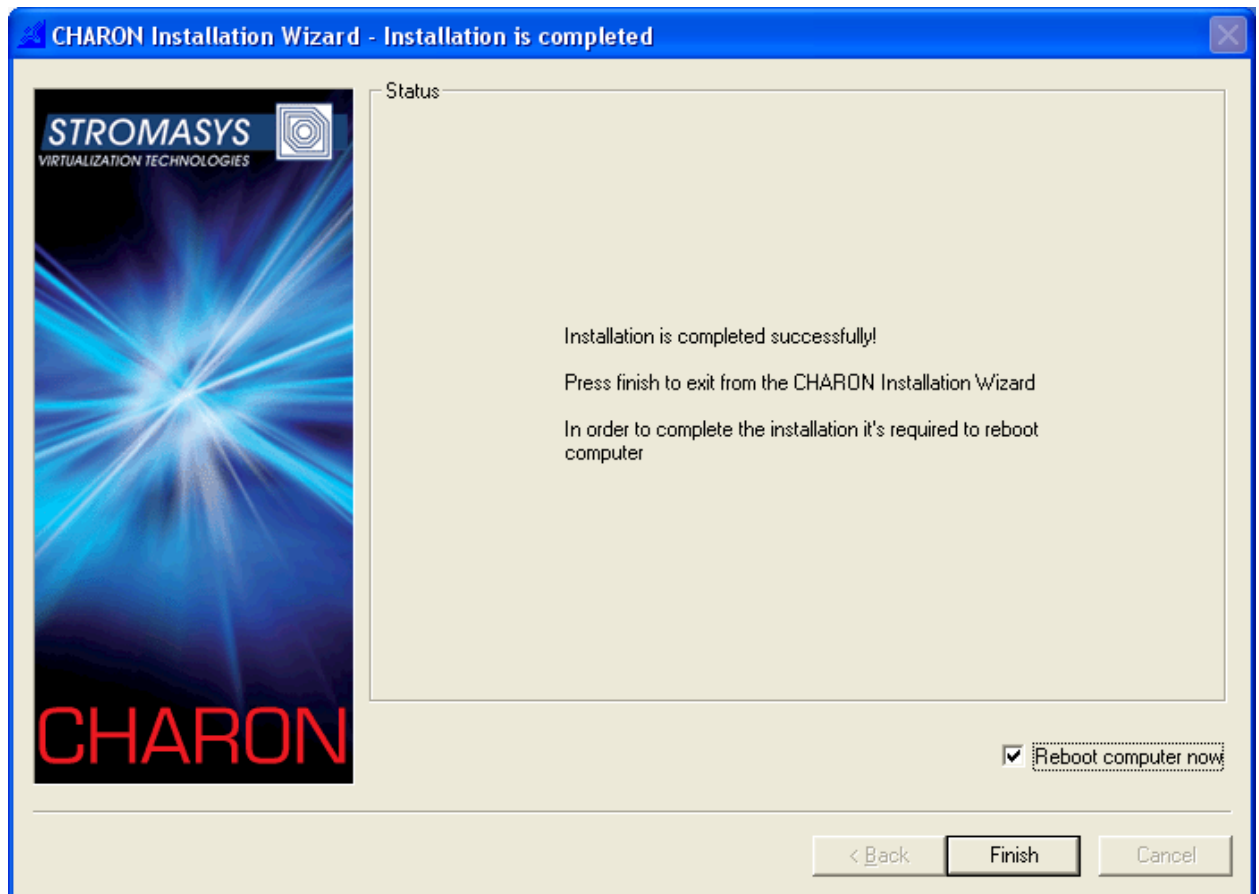 CHARON Installation Wizard - Installation is completed
STROMASYS
VIRTUALIZATION TECHNOLOGIES
CHARON
Status
Installation is completed successfully!
Press finish to exit from the CHARON Installation Wizard
In order to complete the installation it's required to reboot
computer
Reboot computer now
< Back
Finish
Cancel